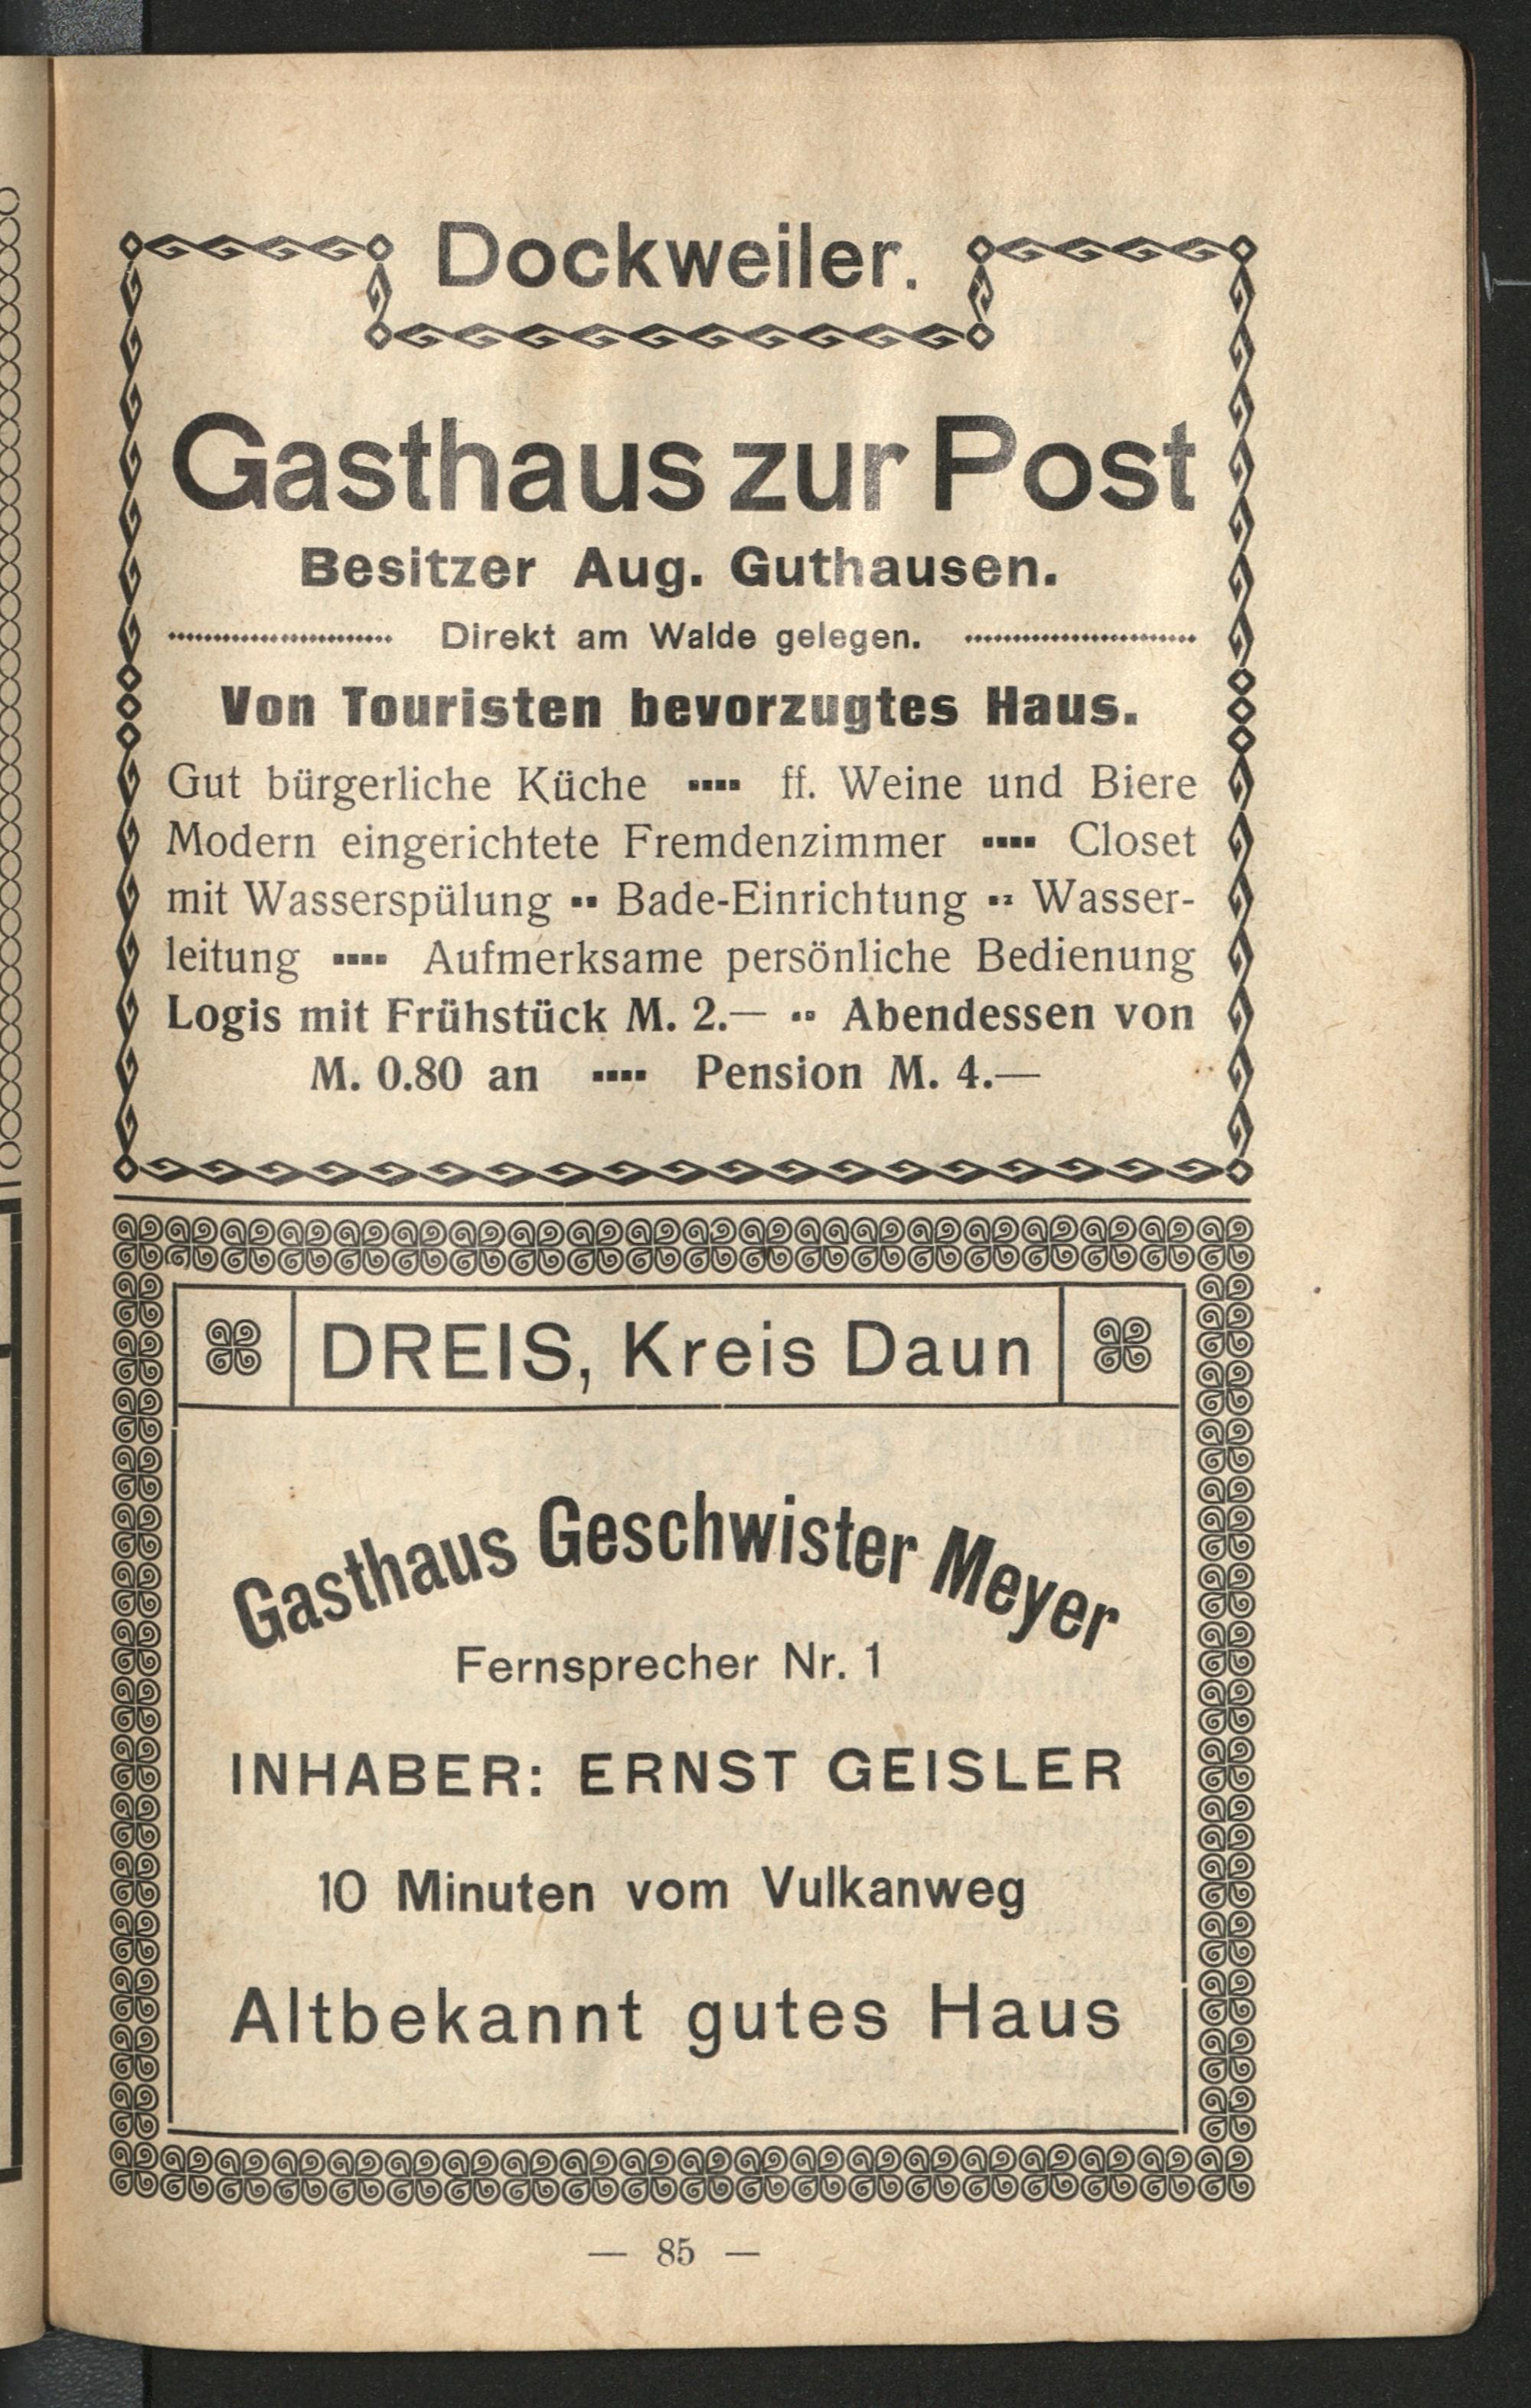 Dockweiler.
Gasthaus zur Post
Besitzer Aug. Guthausen.
Direkt am Walde gelegen.
Von Touristen bevorzugtes Haus.
Gut bürgerliche Küche ▪▪▪▪ ff. Weine und Biere
Modern eingerichtete Fremdenzimmer ▪▪▪▪ Closet
mit Wasserspülung ▪▪ Bade-Einrichtung ▪▪ Wasser-
leitung ▪▪▪▪ Aufmerksame persönliche Bedienung
Logis mit Frühstück M. 2.— ▪▪ Abendessen von
M. 0.80 an ▪▪▪▪ Pension M. 4.—
DREIS, Kreis Daun
Gasthaus Geschwister Meyer
Fernsprecher Nr. 1
INHABER: ERNST GEISLER
10 Minuten vom Vulkanweg
Altbekannt gutes Haus
— 85 —